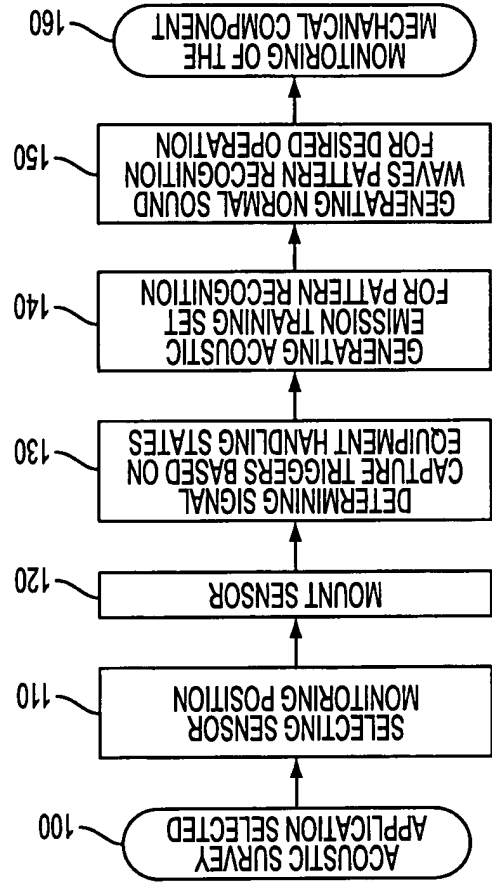 ACOUSTIC SURVEY
APPLICATION SELECTED
100
SELECTING SENSOR
MONITORING POSITION
110
MOUNT SENSOR
120
DETERMINING SIGNAL
CAPTURE TRIGGERS BASED ON
EQUIPMENT HANDLING STATES
130
GENERATING ACOUSTIC
EMISSION TRAINING SET
FOR PATTERN RECOGNITION
140
GENERATING NORMAL SOUND
WAVES PATTERN RECOGNITION
FOR DESIRED OPERATION
150
MONITORING OF THE
MECHANICAL COMPONENT
160